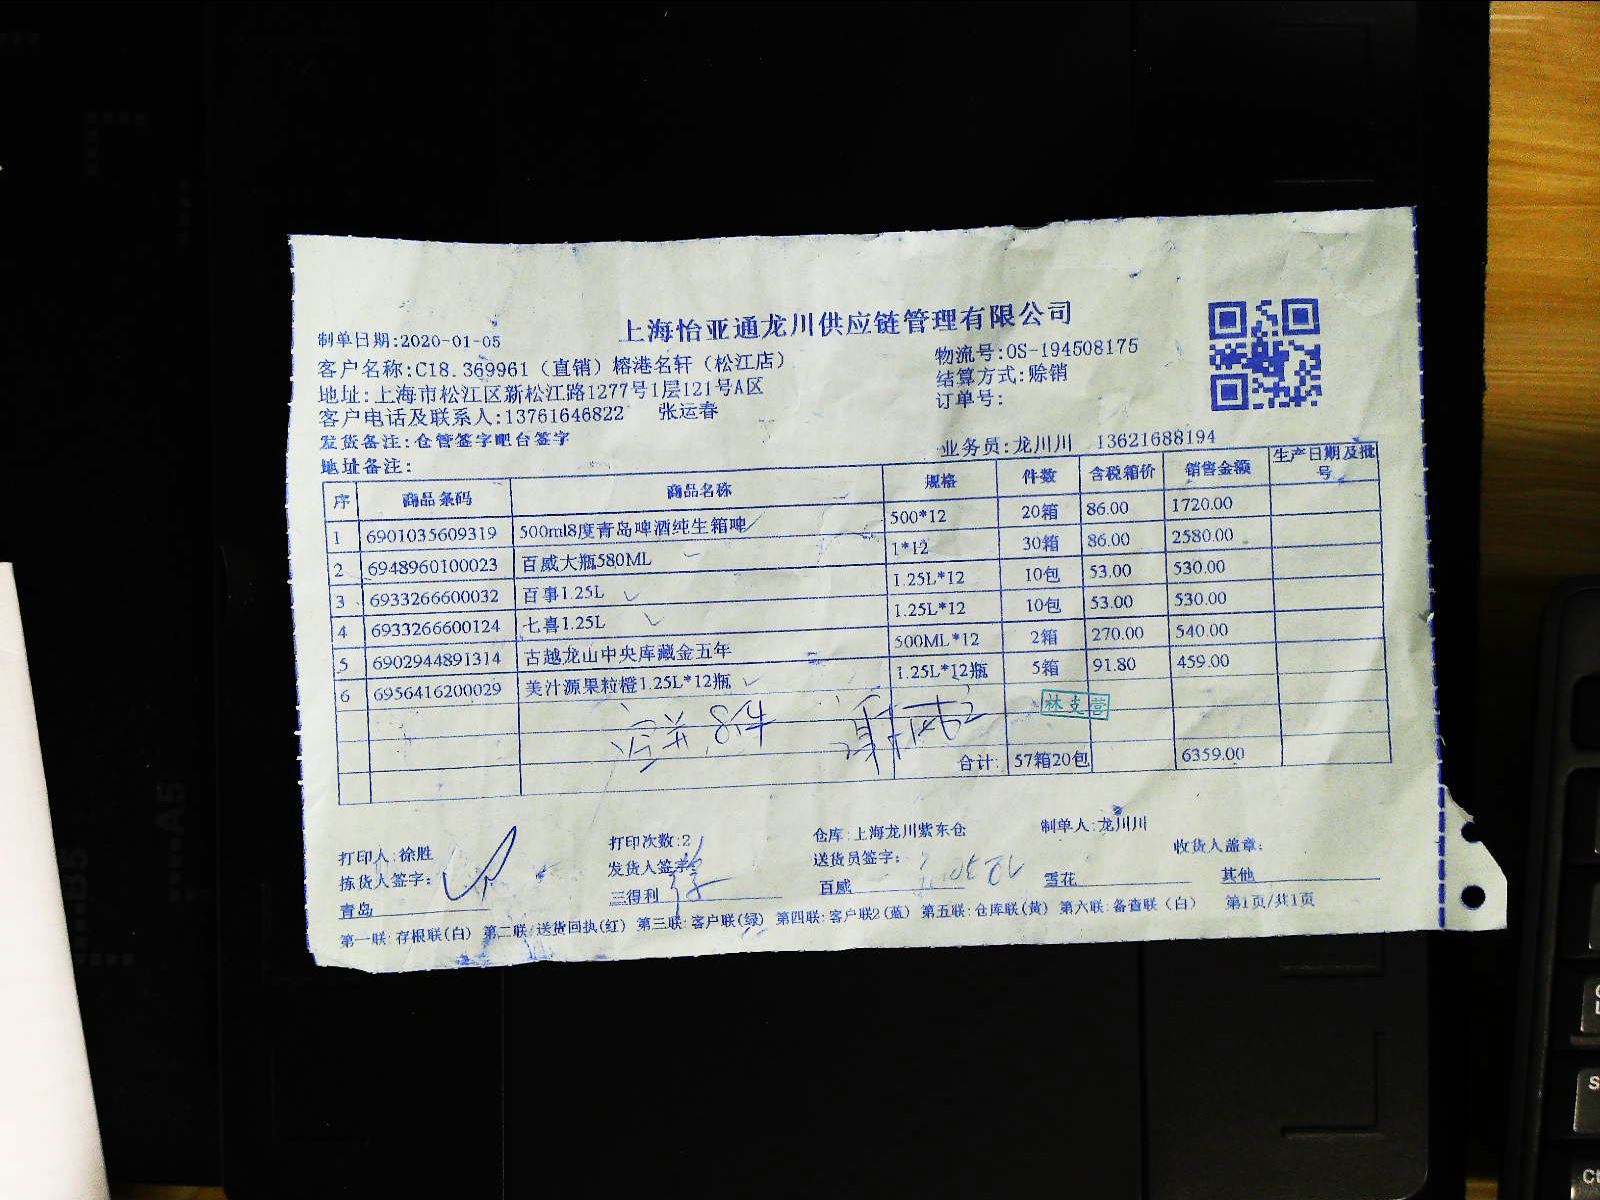 上海怡亚通龙川供应链管理有限公司
制单日期:2020-01-05
物流号:OS-194508175
客户名称:C18.369961（直销）榕港名轩（松江店）
结算方式:赊销
地址:上海市松江区新松江路1277号1层121号A区
订单号:
客户电话及联系人:13761646822 张运春
发货备注:仓管签字吧台签字
业务员:龙川川 13621688194
地址备注:
序 商品条码 商品名称 规格 件数 含税箱价 销售金额 生产日期及批号
1 6901035609319 500ml8度青岛啤酒纯生箱啤 500*12 20箱 86.00 1720.00
2 6948960100023 百威大瓶580ML 1*12 30箱 86.00 2580.00
3 6933266600032 百事1.25L 1.25L*12 10包 53.00 530.00
4 6933266600124 七喜1.25L 1.25L*12 10包 53.00 530.00
5 6902944891314 古越龙山中央库藏金五年 500ML*12 2箱 270.00 540.00
6 6956416200029 美汁源果粒橙1.25L*12瓶 1.25L*12瓶 5箱 91.80 459.00
林支营
合计: 57箱20包 6359.00
打印人:徐胜 打印次数:2 仓库:上海龙川紫东仓 制单人:龙川川
拣货人签字: 发货人签字: 送货员签字: 收货人盖章:
青岛 三得利 百威 雪花 其他
第一联:存根联(白) 第二联:送货回执(红) 第三联:客户联(绿) 第四联:客户联2(蓝) 第五联:仓库联(黄) 第六联:备查联(白) 第1页/共1页
B5
A5